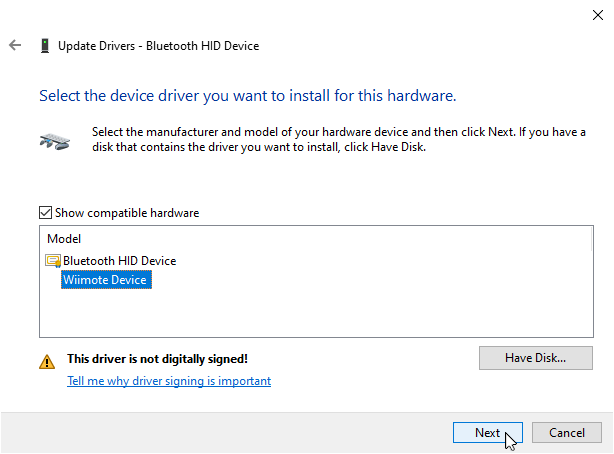 Update Drivers - Bluetooth HID Device
Select the device driver you want to install for this hardware.
Select the manufacturer and model of your hardware device and then click Next. If you have a
disk that contains the driver you want to install, click Have Disk.
Show compatible hardware
Model
Bluetooth HID Device
Wiimote Device
This driver is not digitally signed!
Have Disk...
Tell me why driver signing is important
Next
Cancel